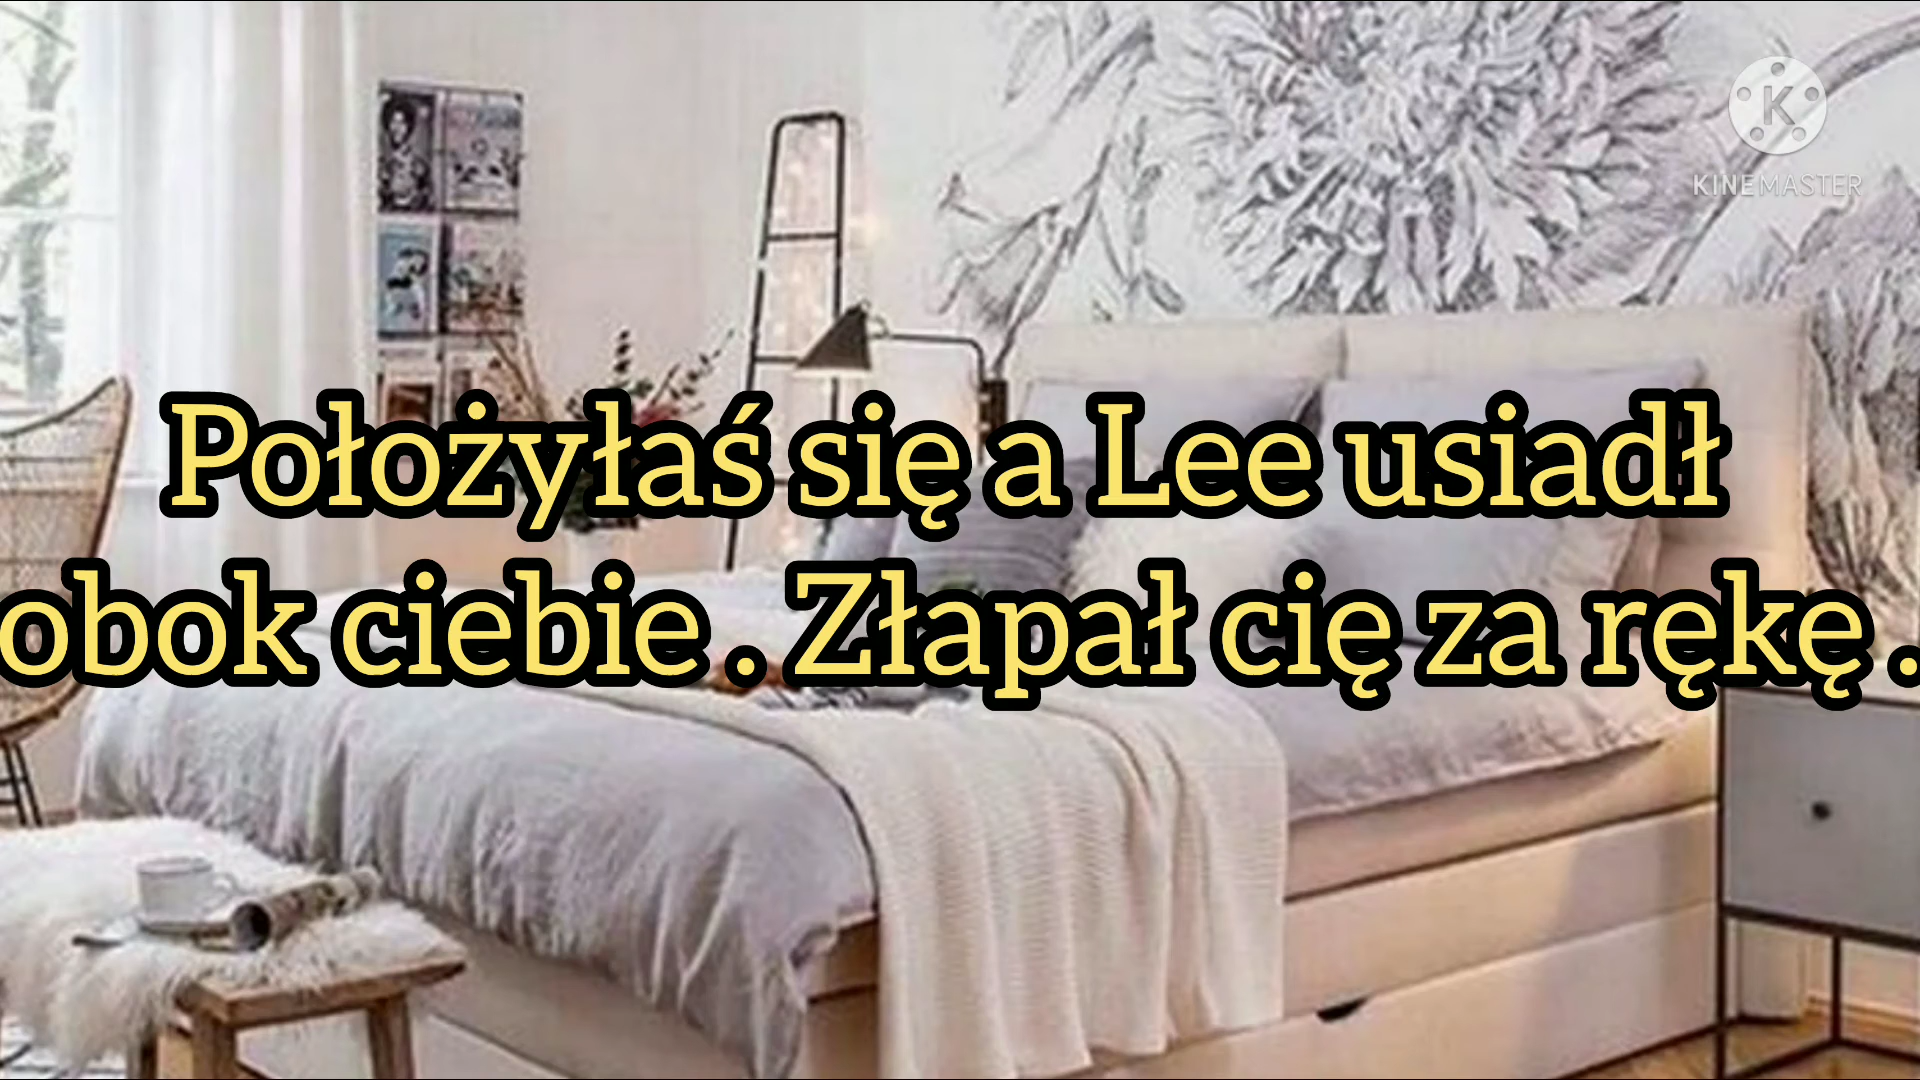 KINEMASTER
Położyłaś się a Lee usiadł
obok ciebie . Złapał cię za rękę .